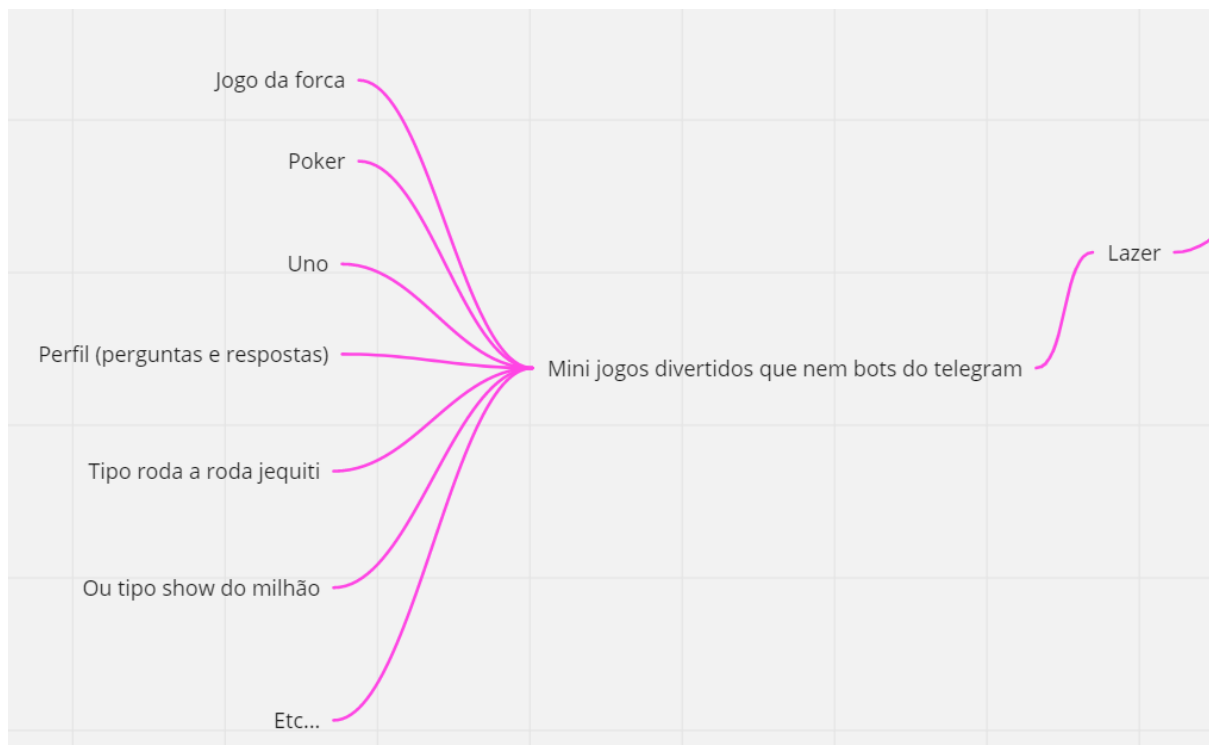 Jogo da forca
Poker
Uno
Perfil (perguntas e respostas)
Tipo roda a roda jequiti
Ou tipo show do milhão
Etc...
Mini jogos divertidos que nem bots do telegram
Lazer